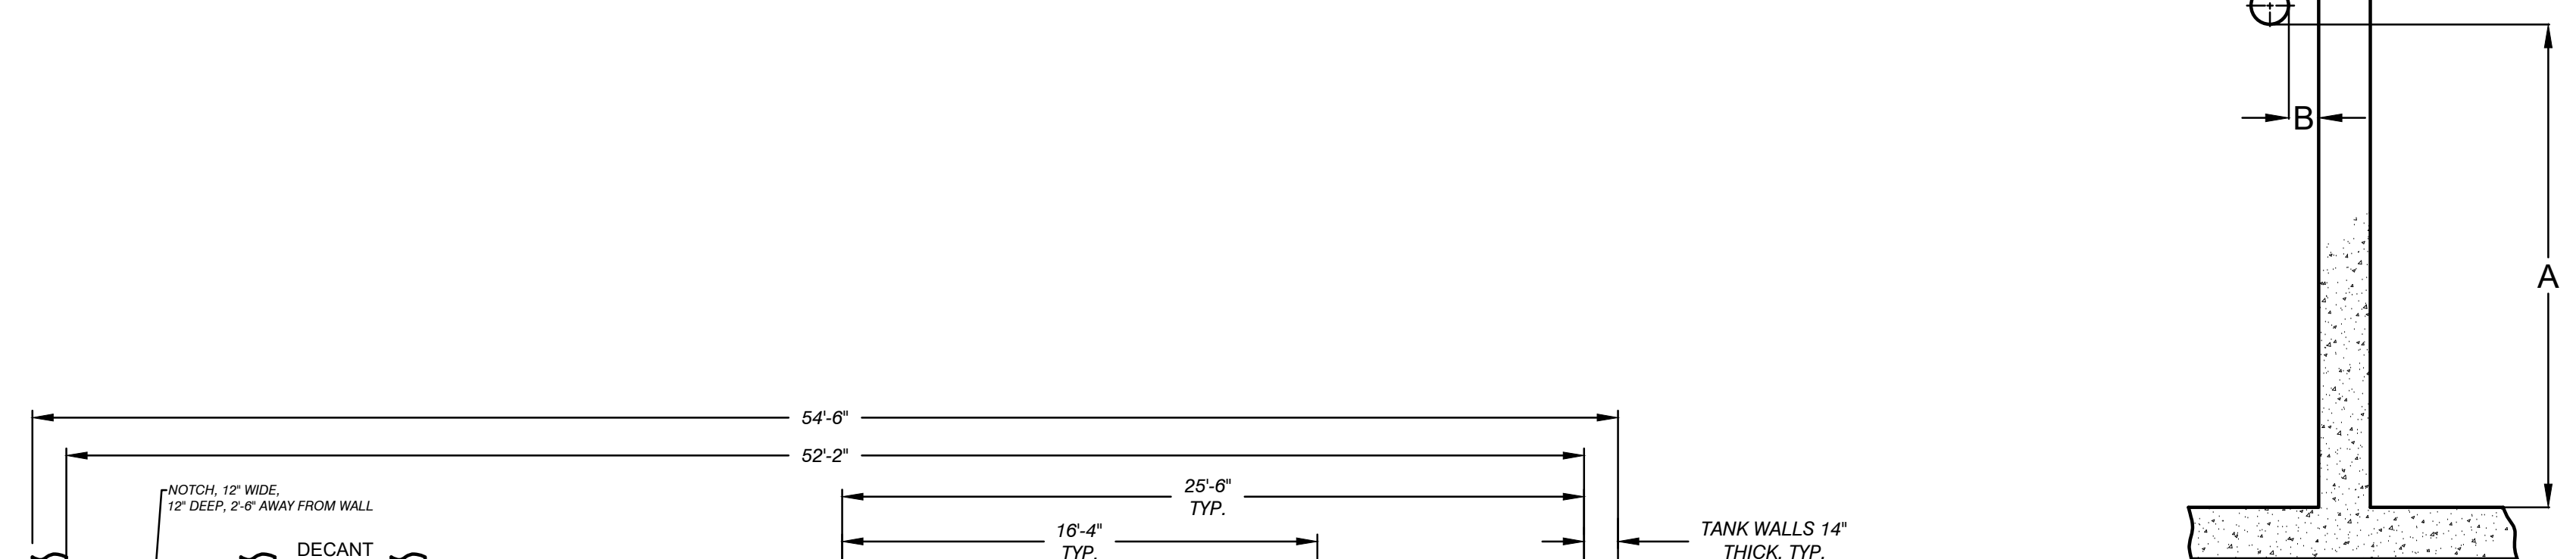 B
A
54'-6"
52'-2"
25'-6"
TYP.
NOTCH, 12" WIDE,
12" DEEP, 2'-6" AWAY FROM WALL
16'-4"
TYP.
TANK WALLS 14"
THICK, TYP.
DECANT